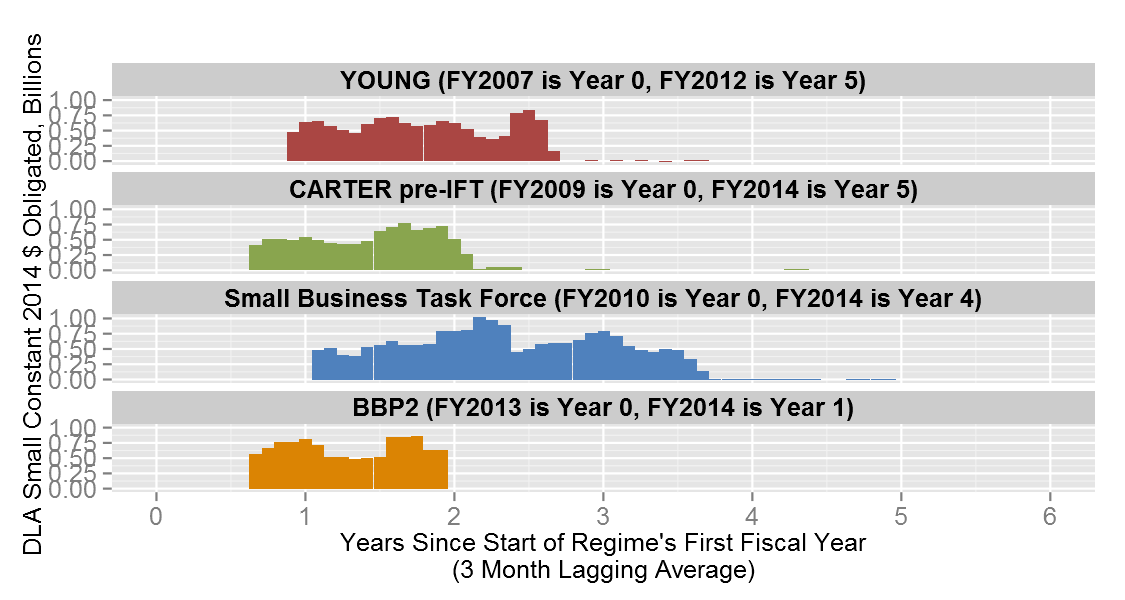 DLA Small Constant 2014 $ Obligated, Billions
YOUNG (FY2007 is Year 0, FY2012 is Year 5)
1.00
0.75
0.50
0.25
0.00
CARTER pre-IFT (FY2009 is Year 0, FY2014 is Year 5)
1.00
0.75
0.50
0.25
0.00
Small Business Task Force (FY2010 is Year 0, FY2014 is Year 4)
1.00
0.75
0.50
0.25
0.00
BBP2 (FY2013 is Year 0, FY2014 is Year 1)
1.00
0.75
0.50
0.25
0.00
0 1 2 3 4 5 6
Years Since Start of Regime's First Fiscal Year
(3 Month Lagging Average)